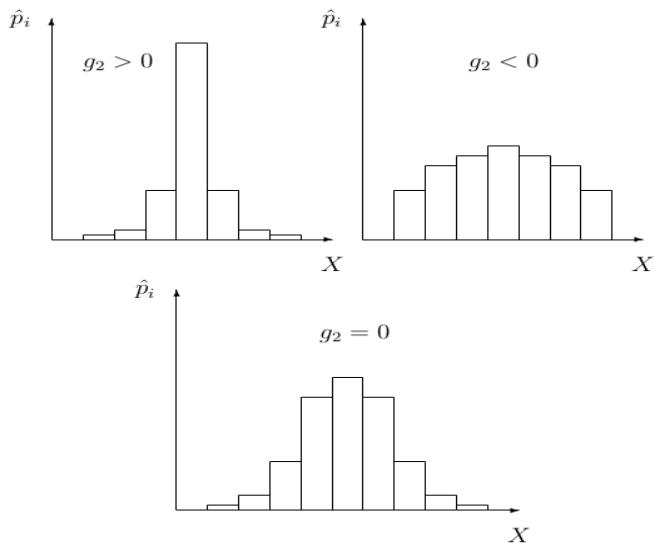 p̂ᵢ
g₂ > 0
X
p̂ᵢ
g₂ < 0
X
p̂ᵢ
g₂ = 0
X